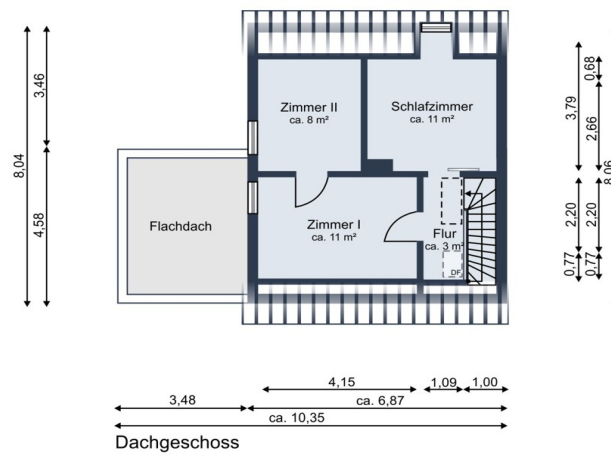 Zimmer II
ca. 8 m²
Schlafzimmer
ca. 11 m²
Flachdach
Zimmer I
ca. 11 m²
Flur
ca. 3 m²
DF
8,04
3,46
4,58
3,79
2,20
0,77
0,68
2,66
2,20
0,77
8,06
4,15
1,09
1,00
3,48
ca. 6,87
ca. 10,35
Dachgeschoss